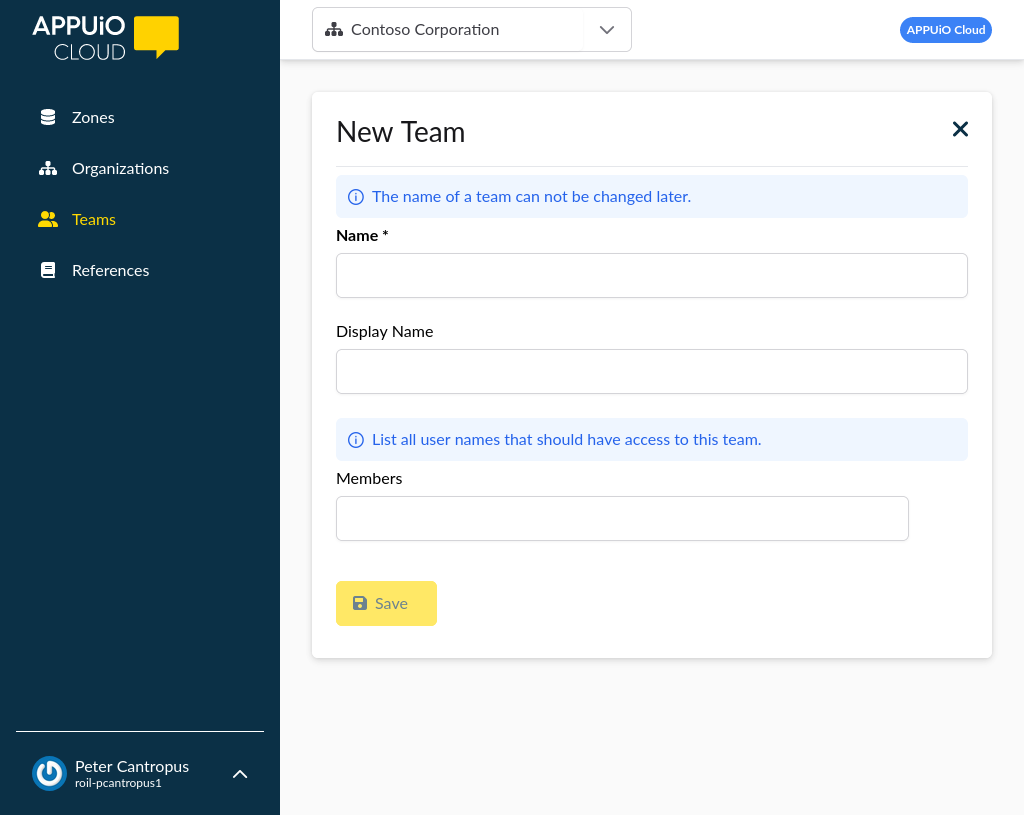 APPUiO
CLOUD
Zones
Organizations
Teams
References
Peter Cantropus
roil-pcantropus1
Contoso Corporation
APPUiO Cloud
New Team
The name of a team can not be changed later.
Name *
Display Name
List all user names that should have access to this team.
Members
Save